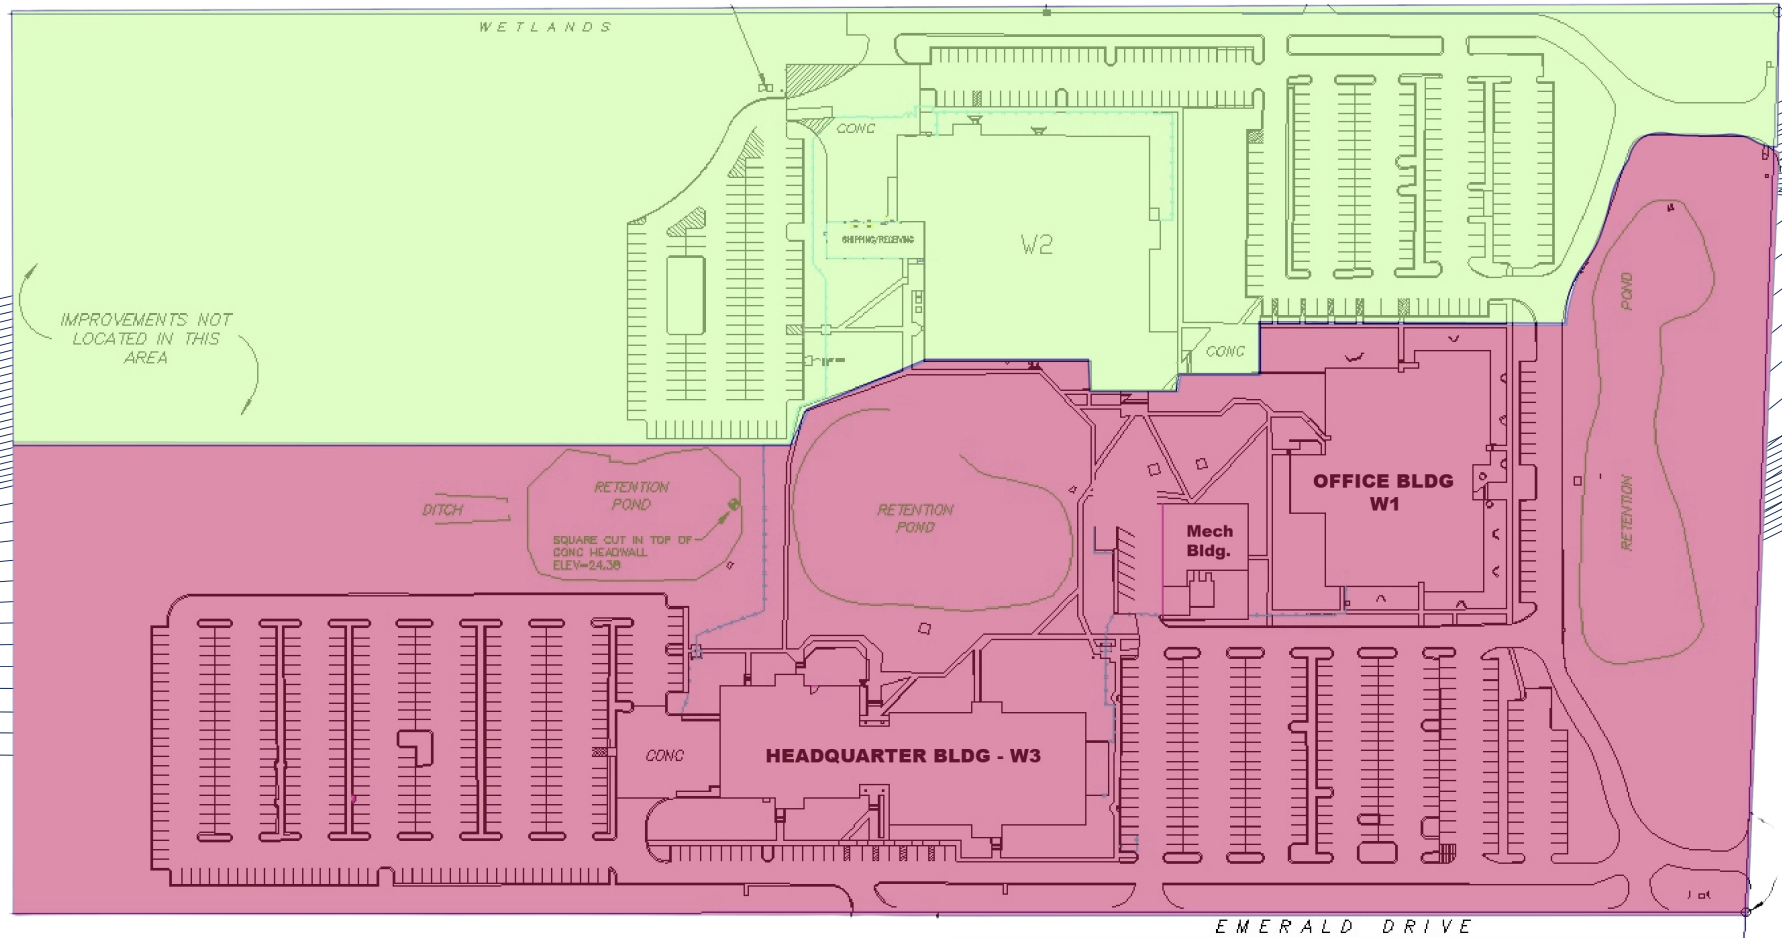 WETLANDS
CONC
SHIPPING/RECEIVING
W2
POND
IMPROVEMENTS NOT
LOCATED IN THIS
AREA
CONC
RETENTION
POND
DITCH
SQUARE CUT IN TOP OF
CONC HEADWALL
ELEV=24.38
RETENTION
POND
OFFICE BLDG
W1
Mech
Bldg.
RETENTION
CONC
HEADQUARTER BLDG - W3
EMERALD DRIVE